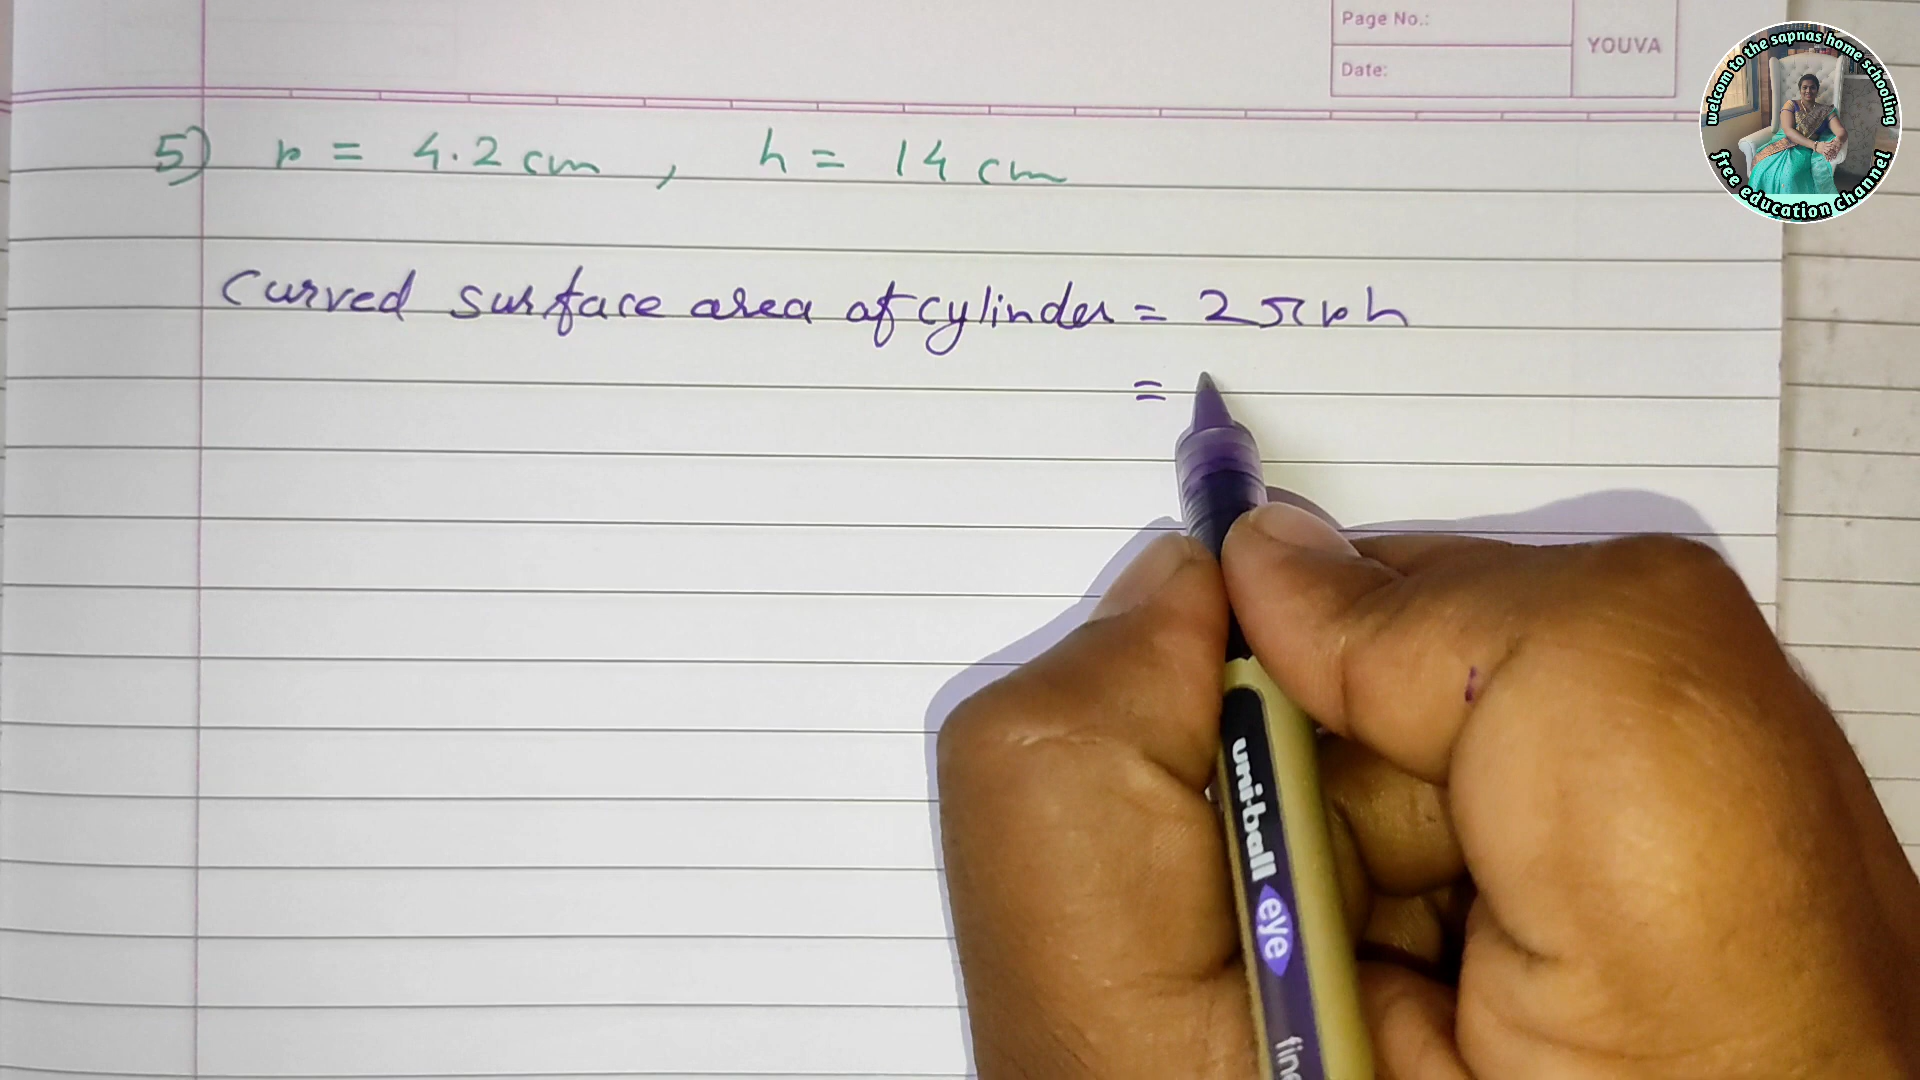 Page No.:
YOUVA
Date:
welcom to the sapnas home schooling
free education channel
5) r = 4.2 cm , h = 14 cm
Curved surface area of cylinder = 2πrh
=
uni-ball
eye
fine